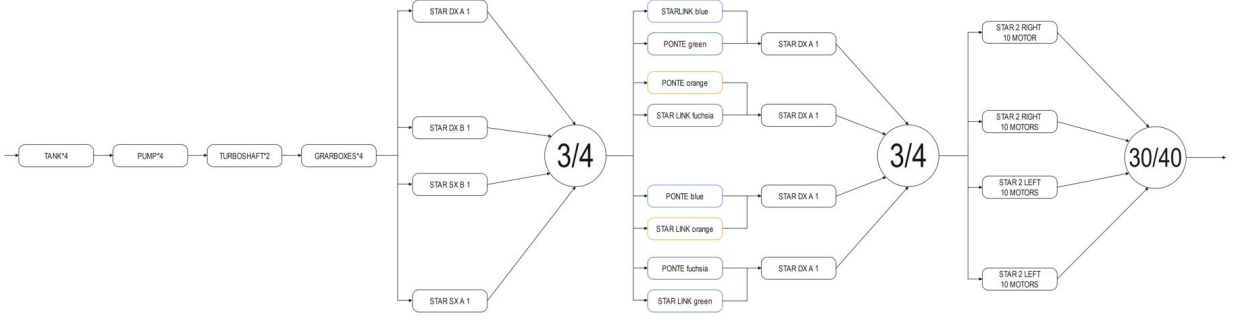 TANK*4
PUMP*4
TURBOSHAFT*2
GRARBOXES*4
STAR DX A 1
STAR DX B 1
STAR SX B 1
STAR SX A 1
3/4
STARLINK blue
PONTE green
PONTE orange
STAR LINK fuchsia
PONTE blue
STAR LINK orange
PONTE fuchsia
STAR LINK green
STAR DX A 1
STAR DX A 1
STAR DX A 1
STAR DX A 1
3/4
STAR 2 RIGHT
10 MOTOR
STAR 2 RIGHT
10 MOTORS
STAR 2 LEFT
10 MOTORS
STAR 2 LEFT
10 MOTORS
30/40